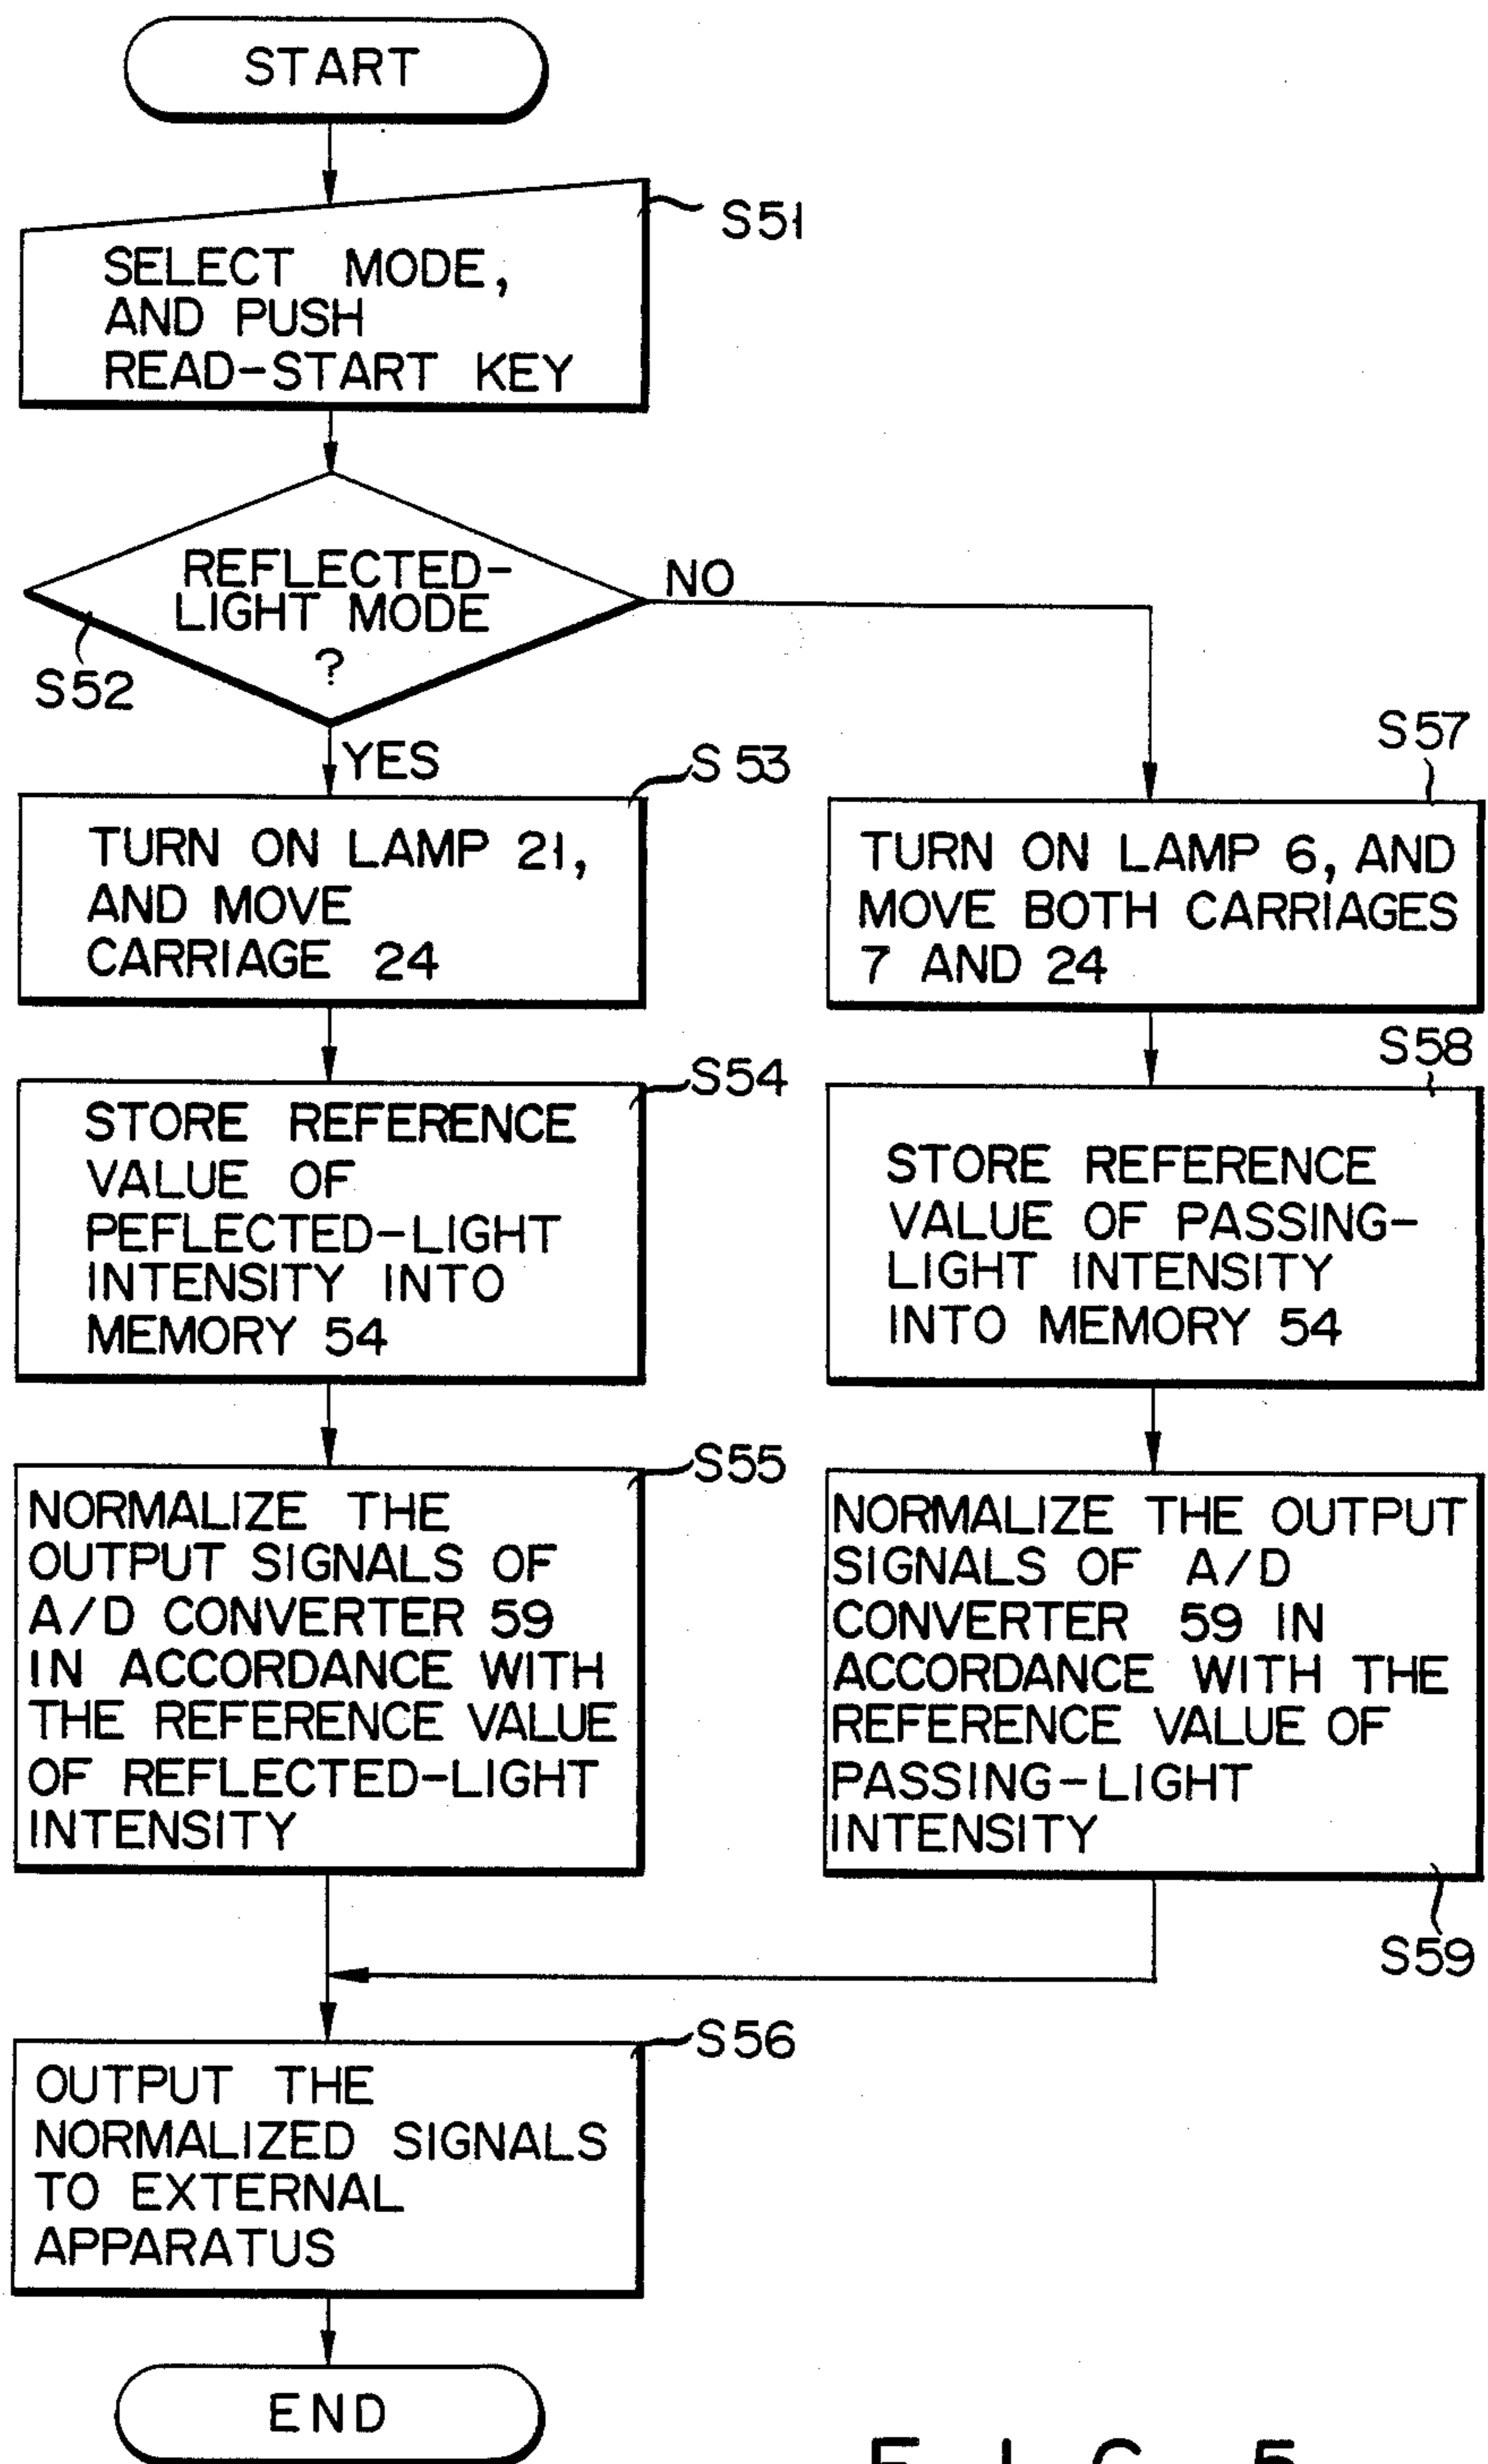 START
S51
SELECT MODE,
AND PUSH
READ-START KEY
REFLECTED-
LIGHT MODE
?
NO
S52
YES
S53
TURN ON LAMP 21,
AND MOVE
CARRIAGE 24
S57
TURN ON LAMP 6, AND
MOVE BOTH CARRIAGES
7 AND 24
S54
STORE REFERENCE
VALUE OF
PEFLECTED-LIGHT
INTENSITY INTO
MEMORY 54
S58
STORE REFERENCE
VALUE OF PASSING-
LIGHT INTENSITY
INTO MEMORY 54
S55
NORMALIZE THE
OUTPUT SIGNALS OF
A/D CONVERTER 59
IN ACCORDANCE WITH
THE REFERENCE VALUE
OF REFLECTED-LIGHT
INTENSITY
NORMALIZE THE OUTPUT
SIGNALS OF A/D
CONVERTER 59 IN
ACCORDANCE WITH THE
REFERENCE VALUE OF
PASSING-LIGHT
INTENSITY
S59
S56
OUTPUT THE
NORMALIZED SIGNALS
TO EXTERNAL
APPARATUS
END
F I G. 5